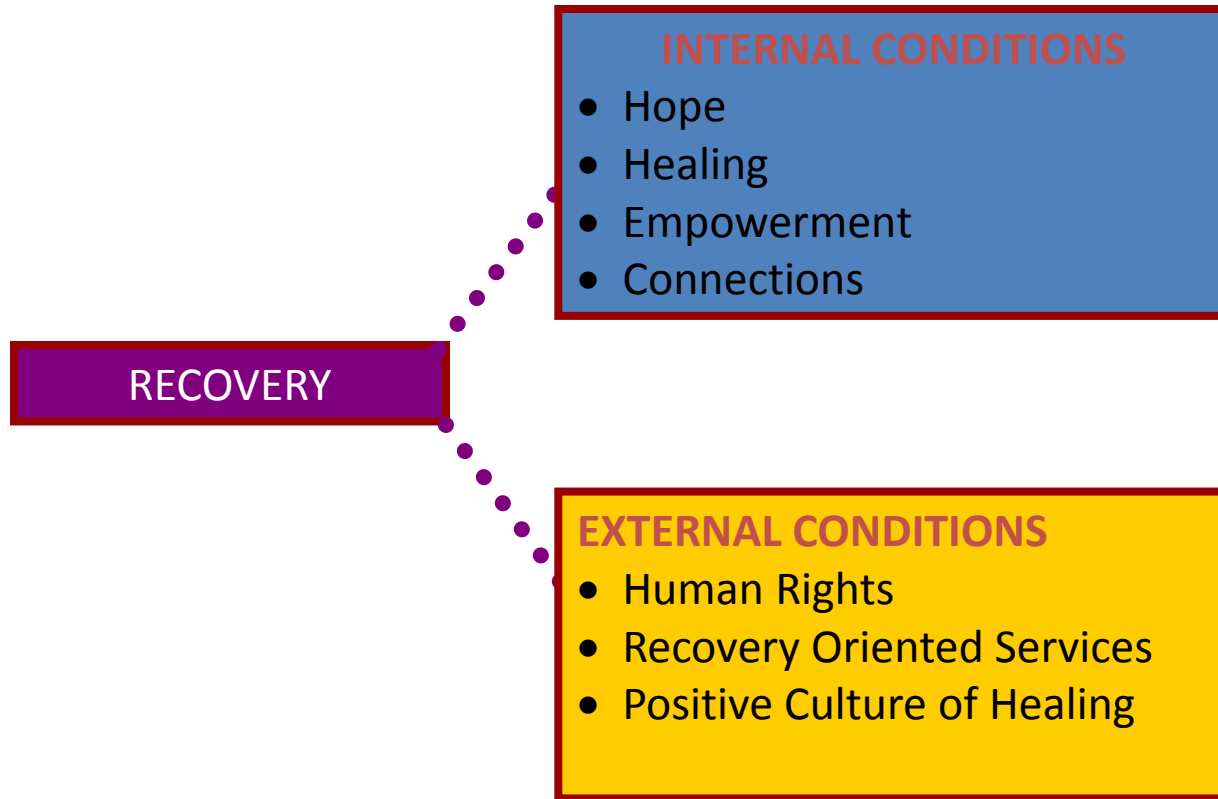 INTERNAL CONDITIONS
• Hope
• Healing
• Empowerment
• Connections
RECOVERY
EXTERNAL CONDITIONS
• Human Rights
• Recovery Oriented Services
• Positive Culture of Healing